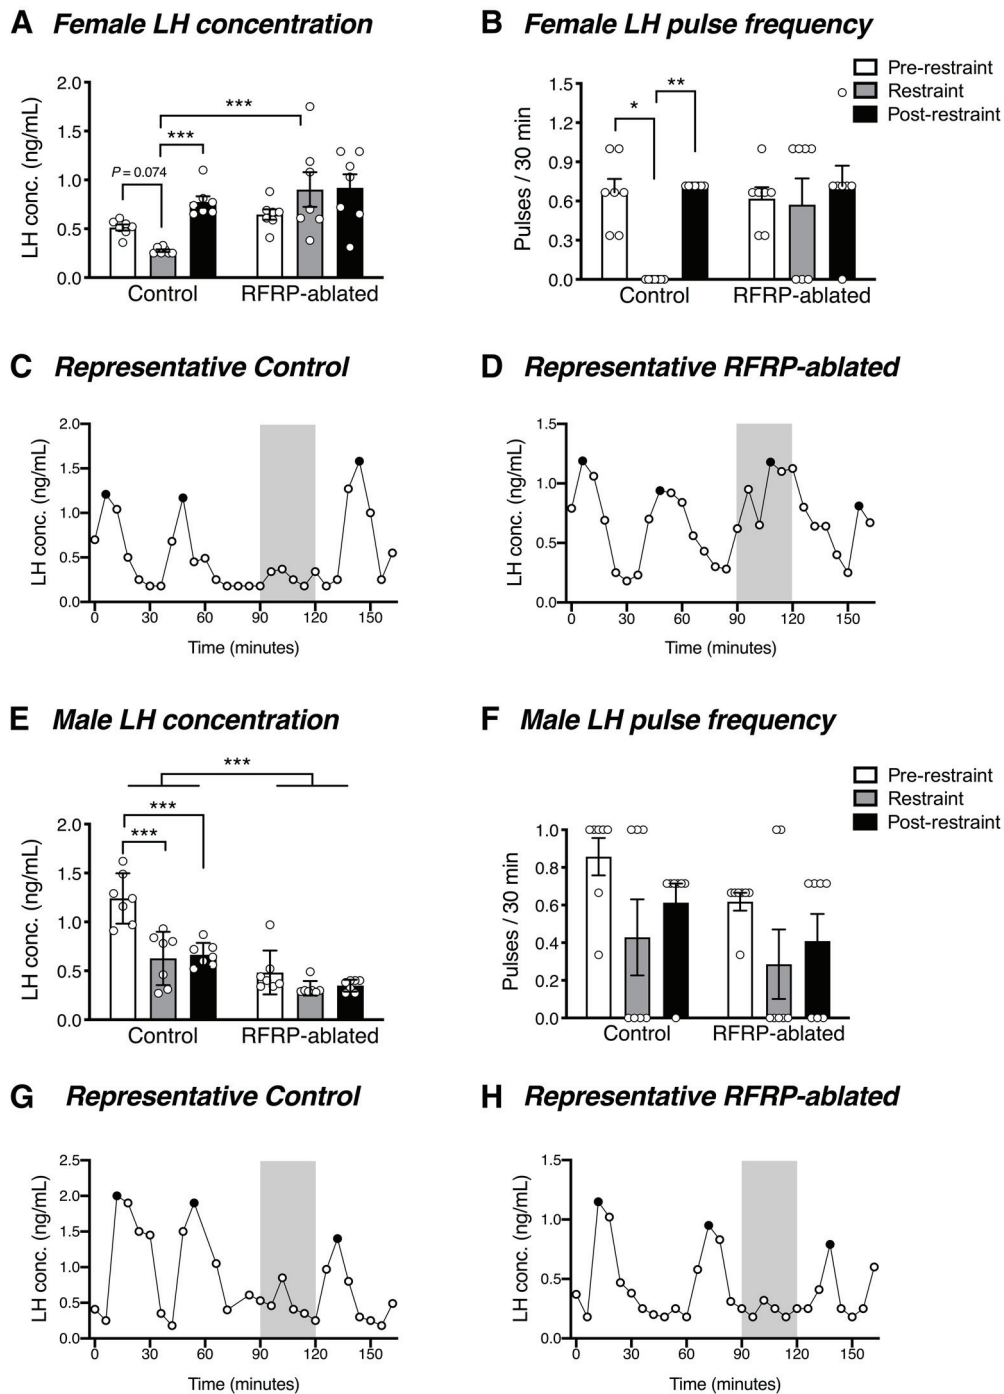 A Female LH concentration
LH conc. (ng/mL)
2.0
1.5
1.0
0.5
0.0
P = 0.074
***
***
Control RFRP-ablated
B Female LH pulse frequency
Pulses / 30 min
1.5
1.2
0.9
0.6
0.3
0.0
*
**
Control RFRP-ablated
Pre-restraint
Restraint
Post-restraint
C Representative Control
LH conc. (ng/mL)
2.0
1.5
1.0
0.5
0.0
0 30 60 90 120 150
Time (minutes)
D Representative RFRP-ablated
LH conc. (ng/mL)
1.5
1.0
0.5
0.0
0 30 60 90 120 150
Time (minutes)
E Male LH concentration
LH conc. (ng/mL)
2.0
1.5
1.0
0.5
0.0
***
***
***
Control RFRP-ablated
F Male LH pulse frequency
Pulses / 30 min
1.0
0.8
0.6
0.4
0.2
0.0
Control RFRP-ablated
Pre-restraint
Restraint
Post-restraint
G Representative Control
LH conc. (ng/mL)
2.5
2.0
1.5
1.0
0.5
0.0
0 30 60 90 120 150
Time (minutes)
H Representative RFRP-ablated
LH conc. (ng/mL)
1.5
1.0
0.5
0.0
0 30 60 90 120 150
Time (minutes)